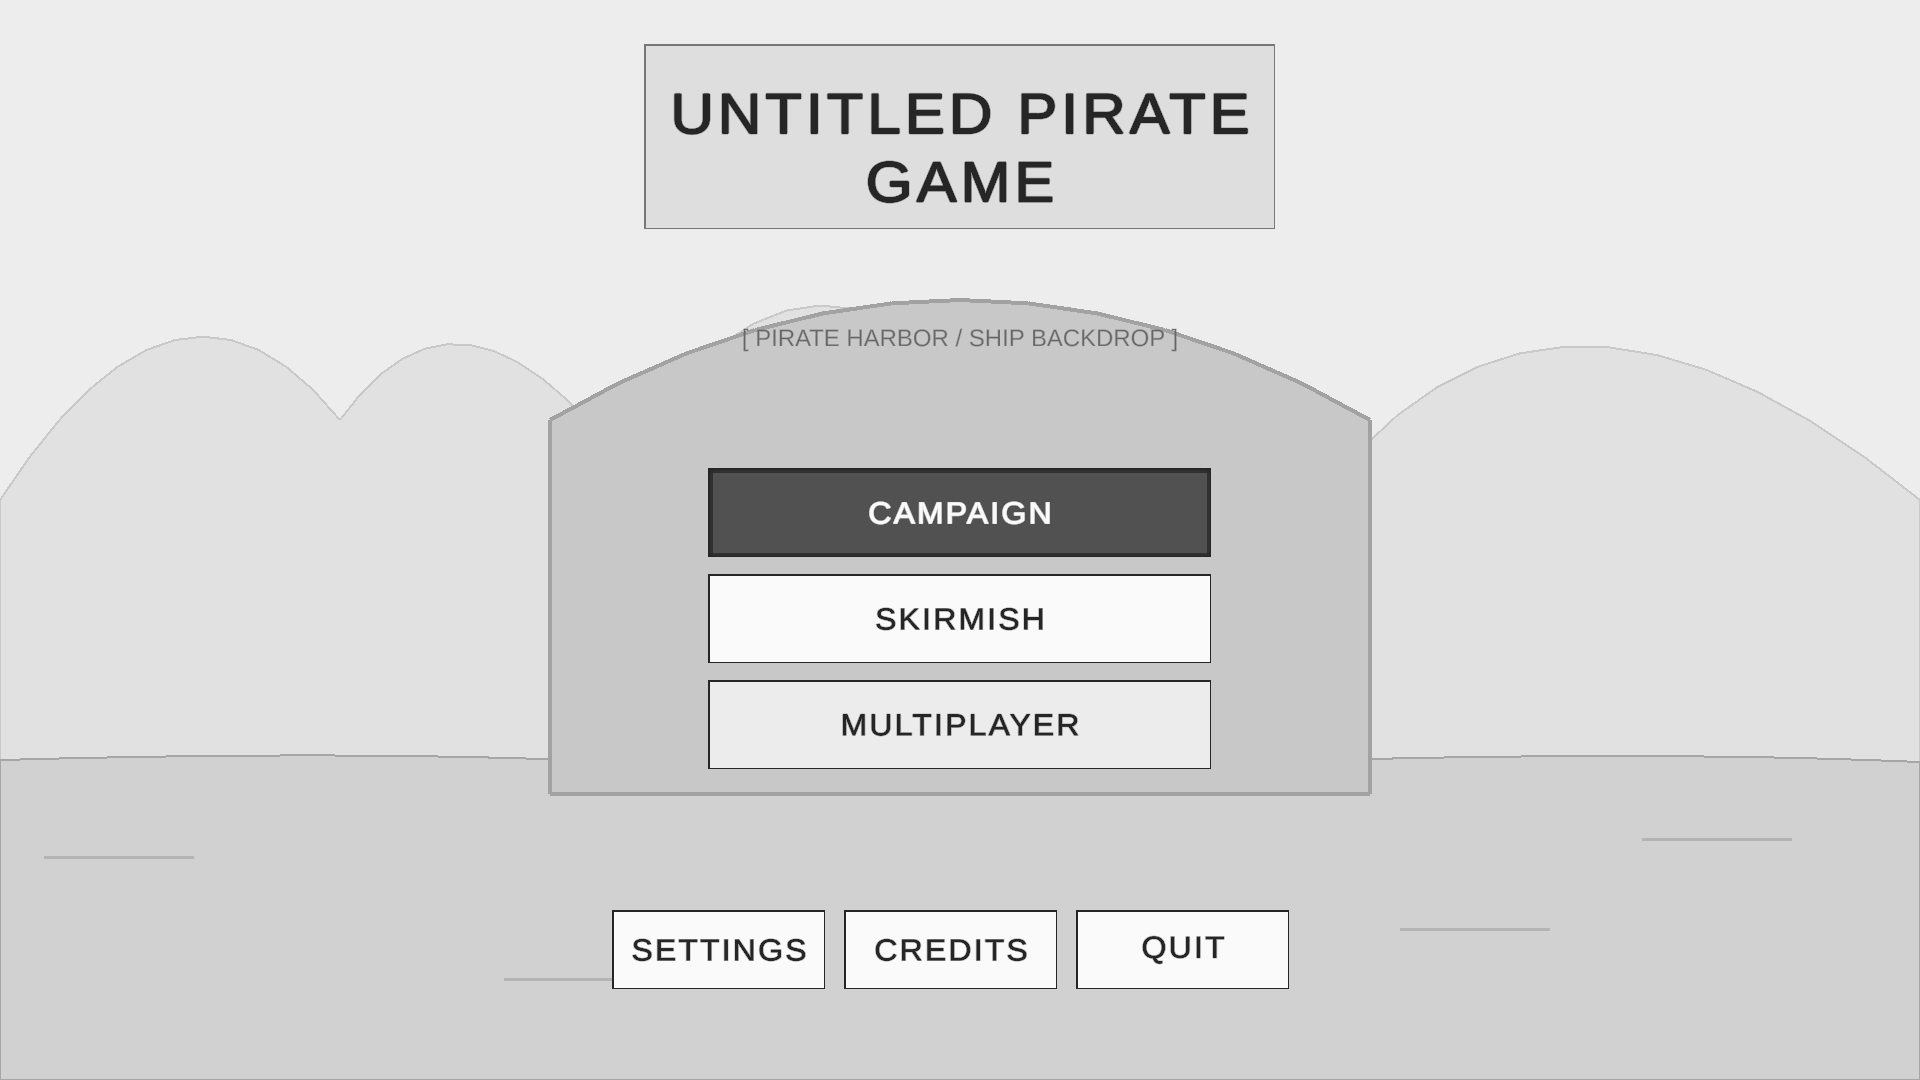 UNTITLED PIRATE
GAME
[ PIRATE HARBOR / SHIP BACKDROP ]
CAMPAIGN
SKIRMISH
MULTIPLAYER
SETTINGS
CREDITS
QUIT